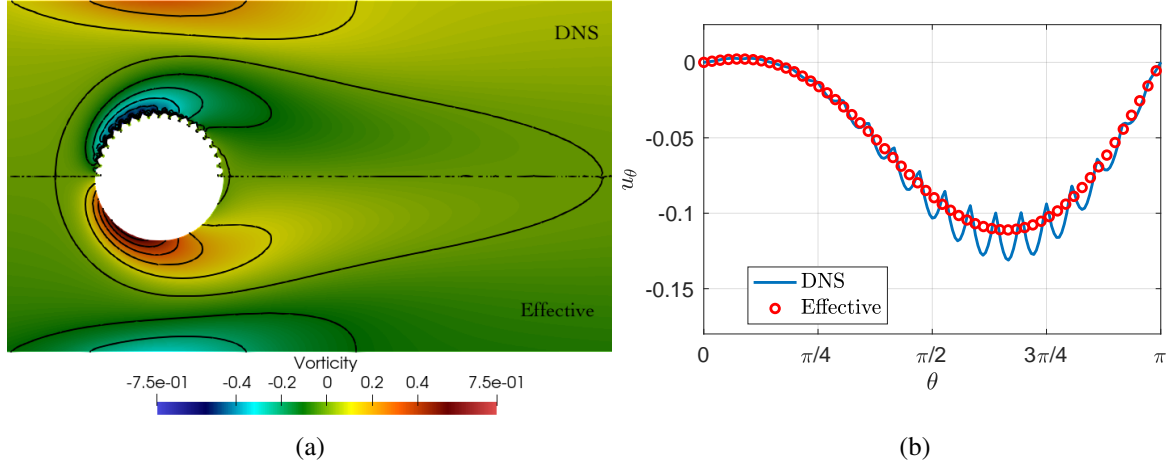 DNS
Effective
Vorticity
-7.5e-01 -0.4 -0.2 0 0.2 0.4 7.5e-01
(a)
0
-0.05
-0.1
-0.15
u_θ
DNS
Effective
0 π/4 π/2 3π/4 π
θ
(b)